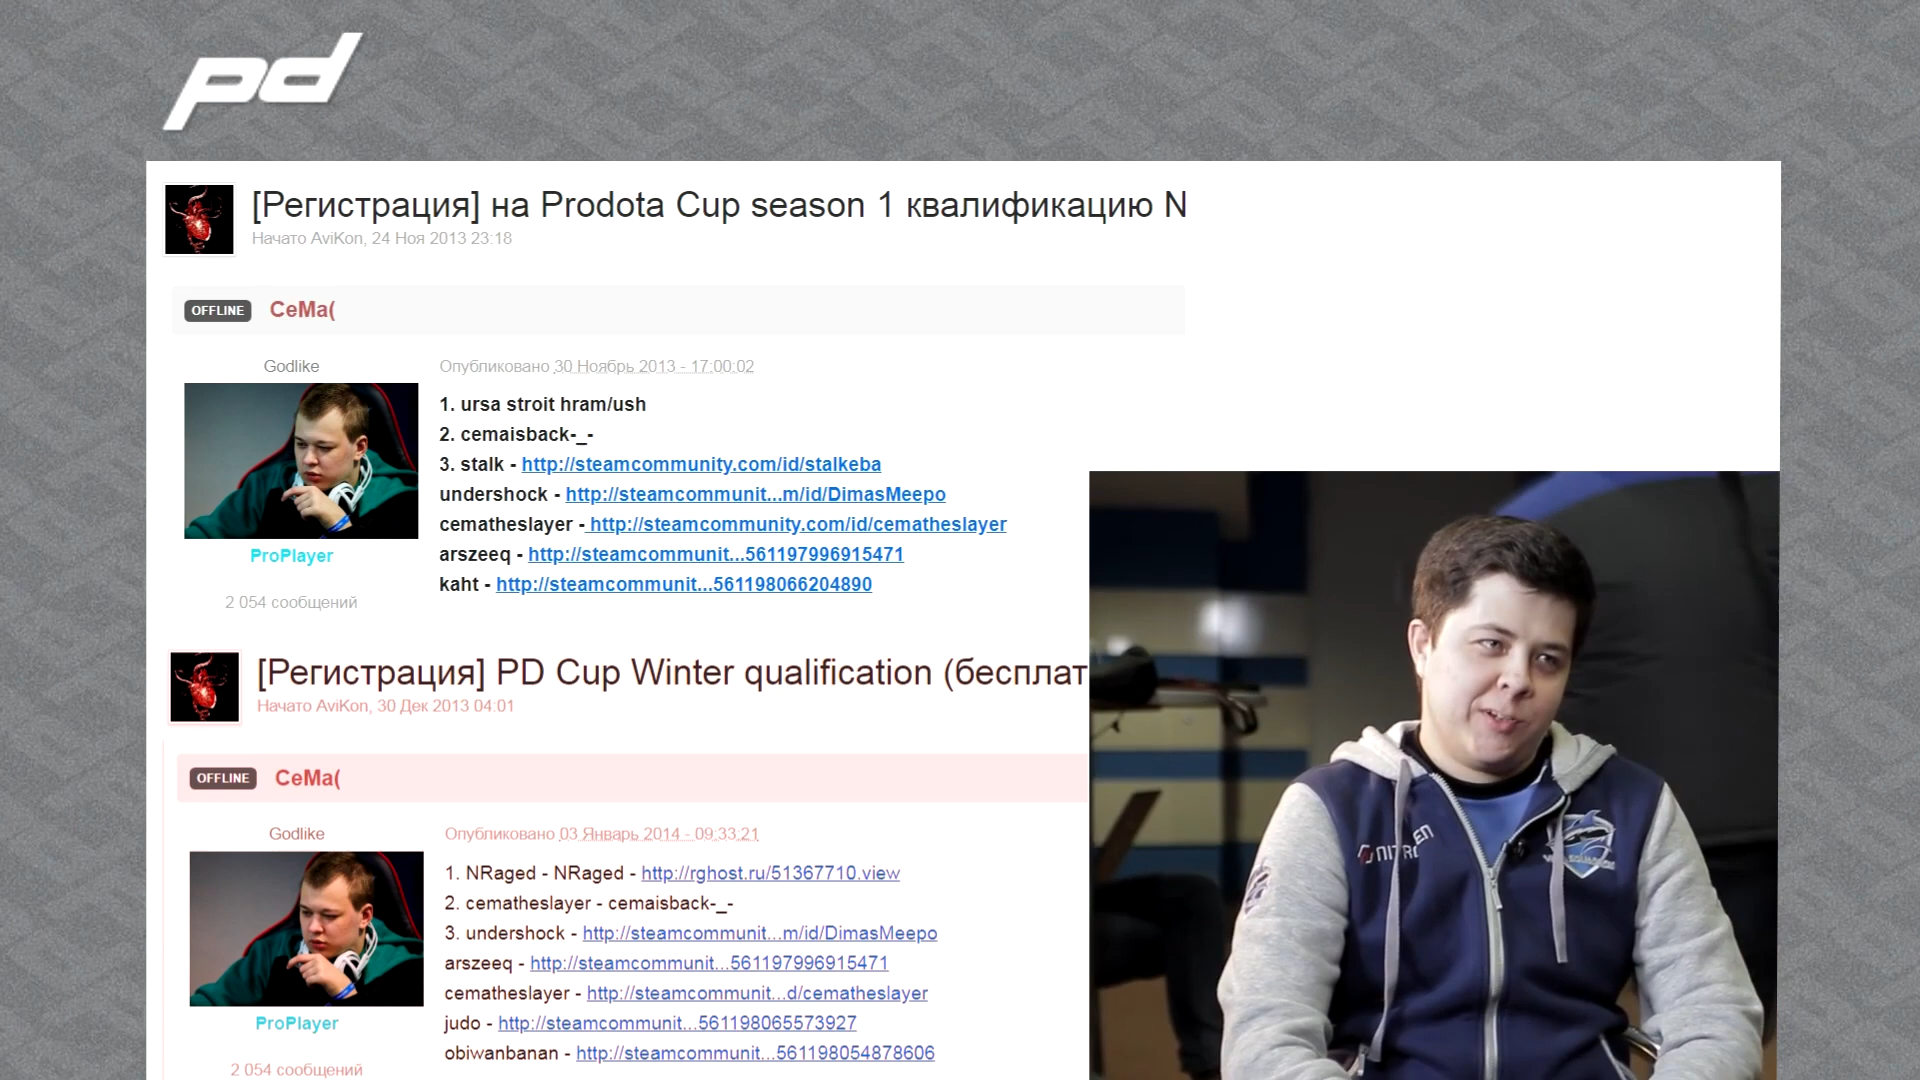 pd
[Регистрация] на Prodota Cup season 1 квалификацию N
Начато AviKon, 24 Ноя 2013 23:18
OFFLINE CeMa(
Godlike
Опубликовано 30 Ноябрь 2013 - 17:00:02
1. ursa stroit hram/ush
2. cemaisback-_-
3. stalk - http://steamcommunity.com/id/stalkeba
undershock - http://steamcommunit...m/id/DimasMeepo
cematheslayer - http://steamcommunity.com/id/cematheslayer
arszeeq - http://steamcommunit...561197996915471
kaht - http://steamcommunit...561198066204890
ProPlayer
2 054 сообщений
[Регистрация] PD Cup Winter qualification (бесплат
Начато AviKon, 30 Дек 2013 04:01
OFFLINE CeMa(
Godlike
Опубликовано 03 Январь 2014 - 09:33:21
1. NRaged - NRaged - http://rghost.ru/51367710.view
2. cematheslayer - cemaisback-_-
3. undershock - http://steamcommunit...m/id/DimasMeepo
arszeeq - http://steamcommunit...561197996915471
cematheslayer - http://steamcommunit...d/cematheslayer
judo - http://steamcommunit...561198065573927
obiwanbanan - http://steamcommunit...561198054878606
ProPlayer
2 054 сообщений